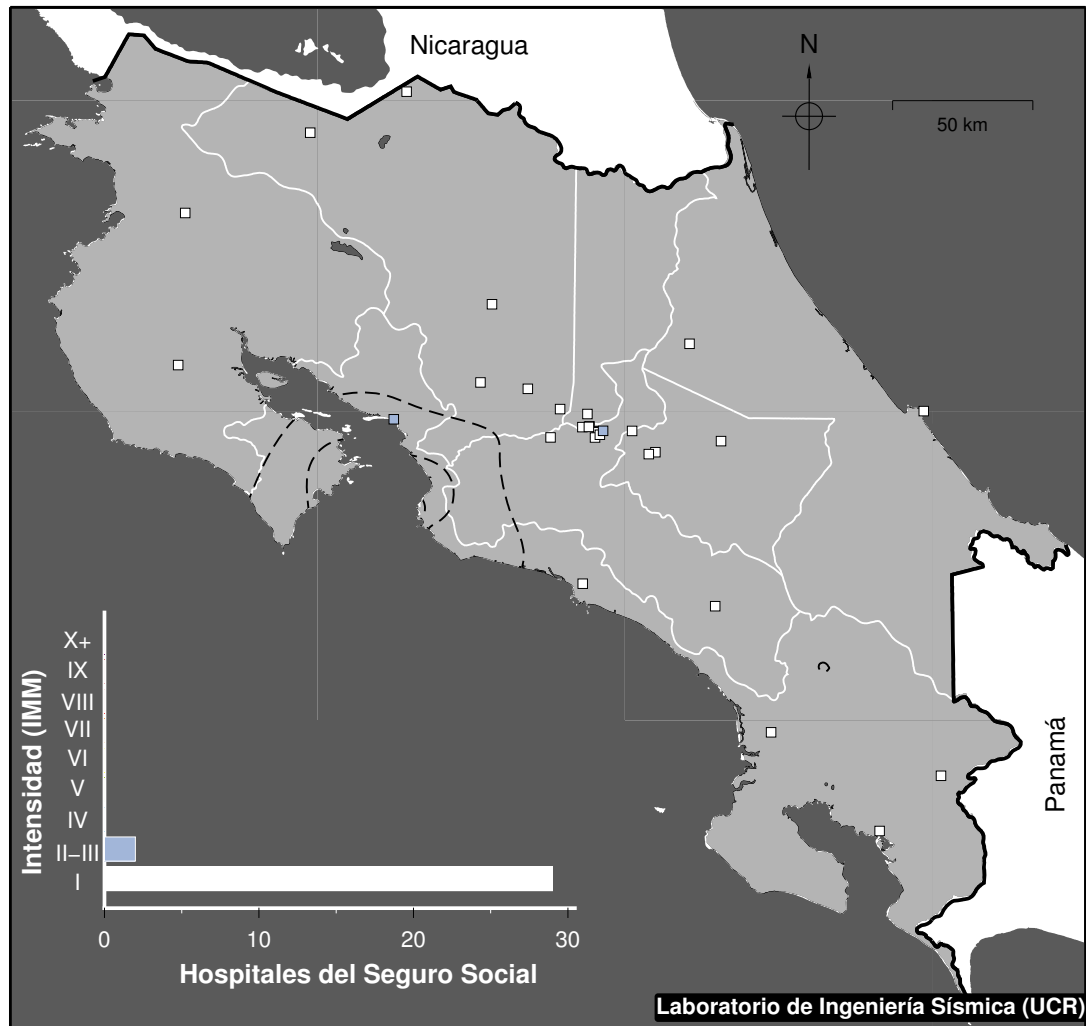 Nicaragua
N
50 km
Panamá
Intensidad (IMM)
X+
IX
VIII
VII
VI
V
IV
II–III
I
0 10 20 30
Hospitales del Seguro Social
Laboratorio de Ingeniería Sísmica (UCR)